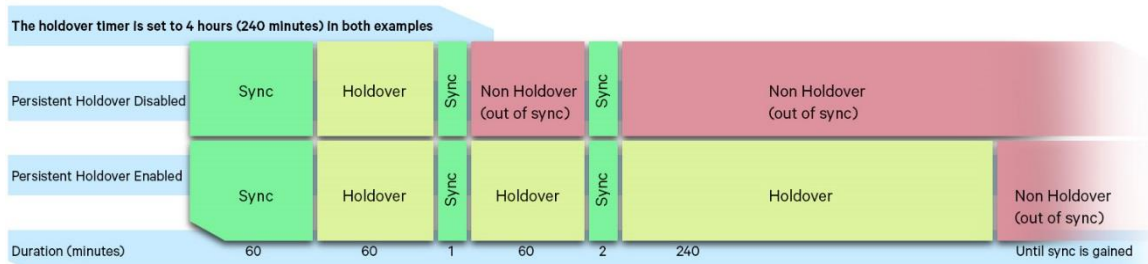 The holdover timer is set to 4 hours (240 minutes) in both examples
Persistent Holdover Disabled
Sync
Holdover
Sync
Non Holdover
(out of sync)
Sync
Non Holdover
(out of sync)
Persistent Holdover Enabled
Sync
Holdover
Sync
Holdover
Sync
Holdover
Non Holdover
(out of sync)
Duration (minutes) 60 60 1 60 2 240 Until sync is gained